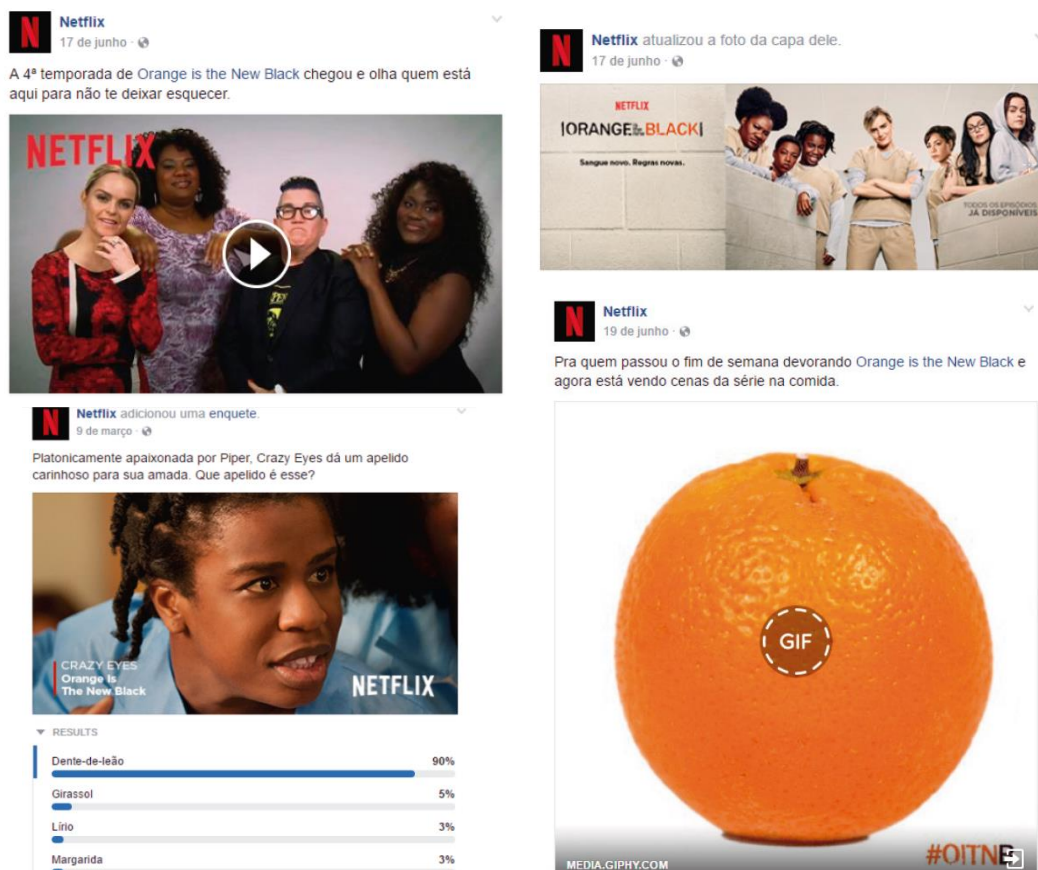 Netflix
17 de junho ·
A 4ª temporada de Orange is the New Black chegou e olha quem está
aqui para não te deixar esquecer.
NETFLIX
Netflix adicionou uma enquete.
9 de março ·
Platonicamente apaixonada por Piper, Crazy Eyes dá um apelido
carinhoso para sua amada. Que apelido é esse?
CRAZY EYES
Orange Is
The New Black
NETFLIX
RESULTS
Dente-de-leão 90%
Girassol 5%
Lírio 3%
Margarida 3%
Netflix atualizou a foto da capa dele.
17 de junho ·
NETFLIX
ORANGE IS THE NEW BLACK
Sangue novo. Regras novas.
TODOS OS EPISÓDIOS
JÁ DISPONÍVEIS
Netflix
19 de junho ·
Pra quem passou o fim de semana devorando Orange is the New Black e
agora está vendo cenas da série na comida.
GIF
MEDIA.GIPHY.COM
#OITNB